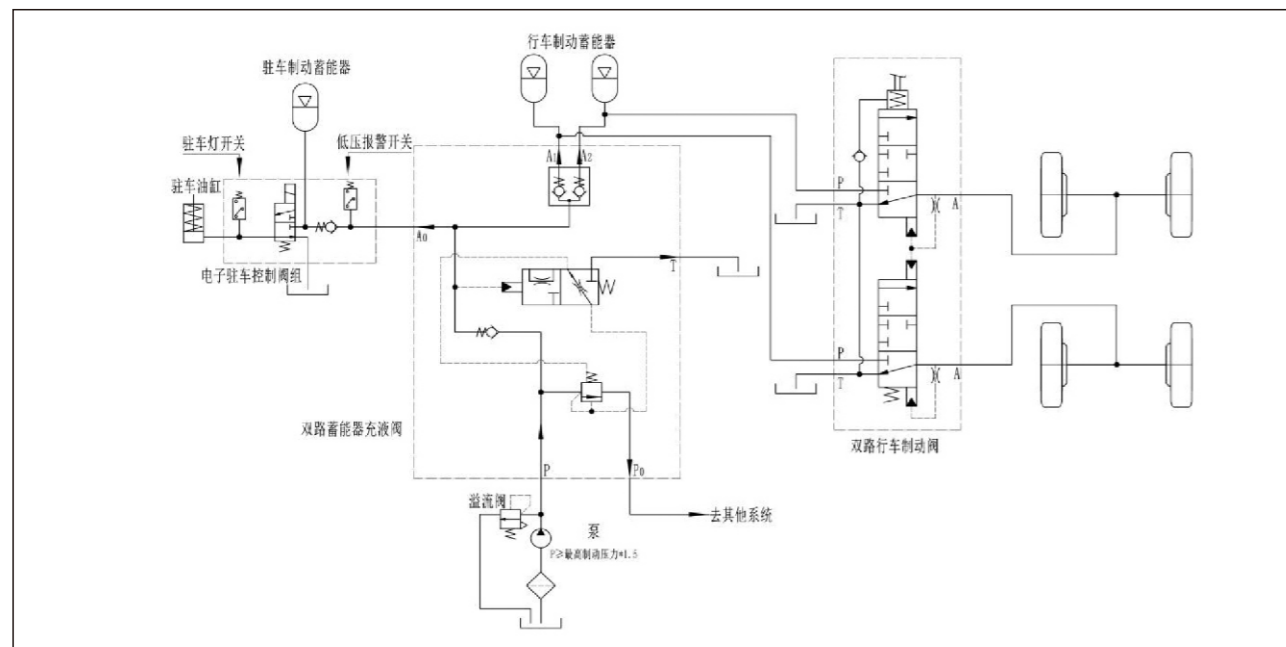 行车制动蓄能器
驻车制动蓄能器
驻车灯开关
低压报警开关
驻车油缸
A1
A2
A0
电子驻车控制阀组
T
P
T
A
P
T
A
双路蓄能器充液阀
双路行车制动阀
P
P0
溢流阀
泵
去其他系统
P≥最高制动压力*1.5